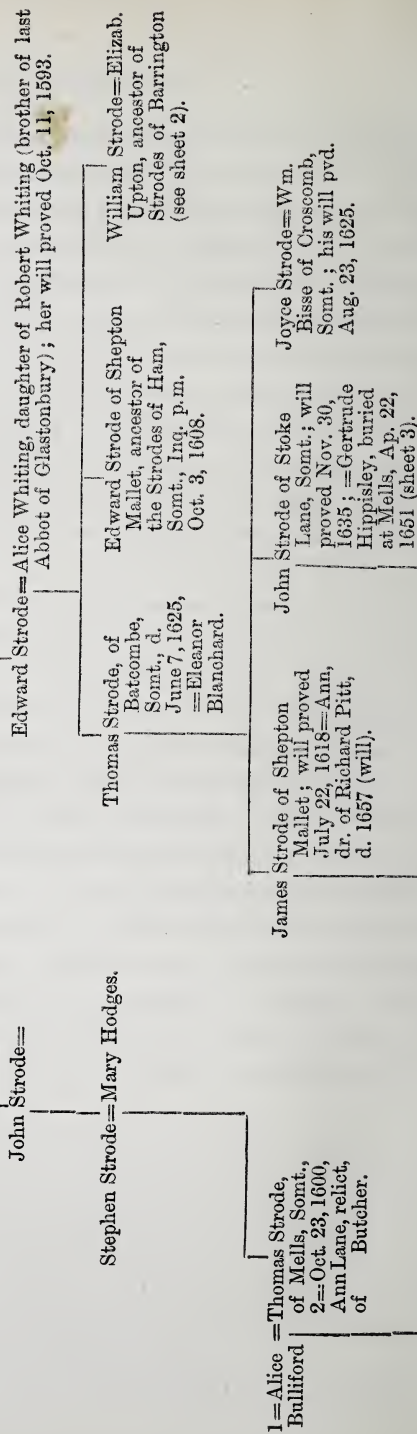 John Strode=
Stephen Strode=Mary Hodges.
1=Alice =Thomas Strode,
Bulliford of Mells, Somt.,
2=Oct. 23, 1600,
Ann Lane, relict,
of Butcher.
Edward Strode=Alice Whiting, daughter of Robert Whiting (brother of last
Abbot of Glastonbury); her will proved Oct. 11, 1593.
Thomas Strode, of
Batcombe,
Somt., d.
June 7, 1625,
=Eleanor
Blanchard.
Edward Strode of Shepton
Mallet, ancestor of
the Strodes of Ham,
Somt., Inq. p.m.
Oct. 3, 1608.
William Strode=Elizab.
Upton, ancestor of
Strodes of Barrington
(see sheet 2).
James Strode of Shepton
Mallet; will proved
July 22, 1618=Ann,
dr. of Richard Pitt,
d. 1657 (will).
John Strode of Stoke
Lane, Somt.; will
proved Nov. 30,
1635; =Gertrude
Hippisley, buried
at Mells, Ap. 22,
1651 (sheet 3).
Joyce Strode=Wm.
Bisse of Croscomb,
Somt.; his will pvd.
Aug. 23, 1625.